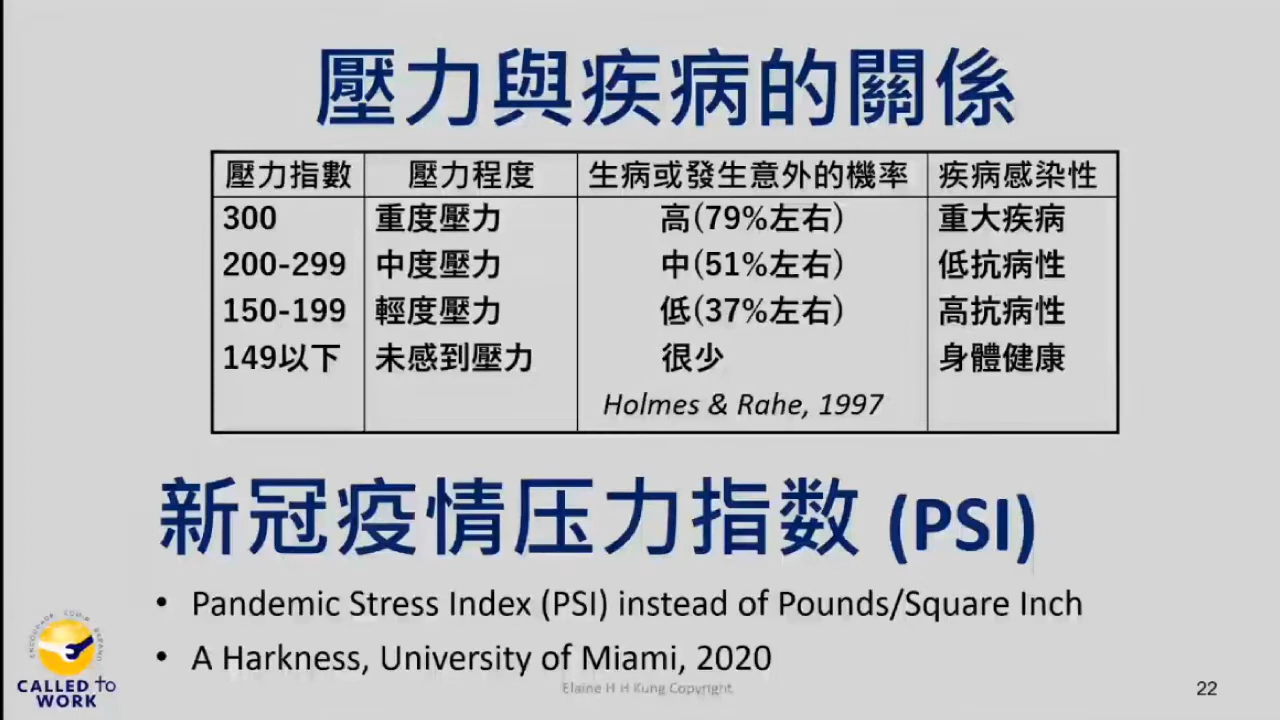 壓力與疾病的關係
壓力指數 壓力程度 生病或發生意外的機率 疾病感染性
300 重度壓力 高(79%左右) 重大疾病
200-299 中度壓力 中(51%左右) 低抗病性
150-199 輕度壓力 低(37%左右) 高抗病性
149以下 未感到壓力 很少 身體健康
Holmes & Rahe, 1997
新冠疫情压力指数 (PSI)
• Pandemic Stress Index (PSI) instead of Pounds/Square Inch
• A Harkness, University of Miami, 2020
CALLED to
WORK
Elaine H H Kung Copyright
22